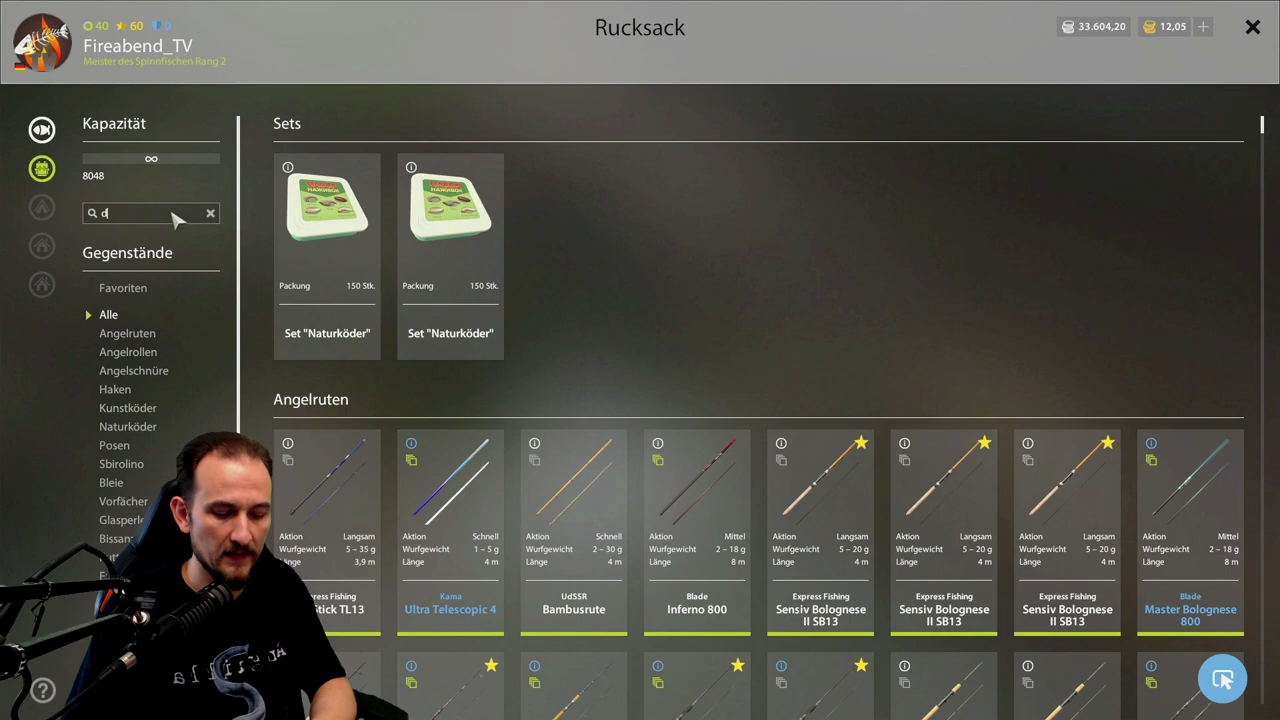 40 60 0
Fireabend_TV
Meister des Spinnfischen Rang 2
Rucksack
33.604,20
12,05
Kapazität
∞
8048
d
Gegenstände
Favoriten
Alle
Angelruten
Angelrollen
Angelschnüre
Haken
Kunstköder
Naturköder
Posen
Sbirolino
Bleie
Vorfächer
Sets
Packung 150 Stk.
Set "Naturköder"
Packung 150 Stk.
Set "Naturköder"
Angelruten
Langsam
Wurfgewicht 5 – 35 g
Länge 3,9 m
Express Fishing
Stick TL13
Aktion Schnell
Wurfgewicht 1 – 5 g
Länge 4 m
Kama
Ultra Telescopic 4
Aktion Schnell
Wurfgewicht 2 – 30 g
Länge 4 m
UdSSR
Bambusrute
Aktion Mittel
Wurfgewicht 2 – 18 g
Länge 8 m
Blade
Inferno 800
Aktion Langsam
Wurfgewicht 5 – 20 g
Länge 4 m
Express Fishing
Sensiv Bolognese
II SB13
Aktion Langsam
Wurfgewicht 5 – 20 g
Länge 4 m
Express Fishing
Sensiv Bolognese
II SB13
Aktion Langsam
Wurfgewicht 5 – 20 g
Länge 4 m
Express Fishing
Sensiv Bolognese
II SB13
Aktion Mittel
Wurfgewicht 2 – 18 g
Länge 8 m
Blade
Master Bolognese
800